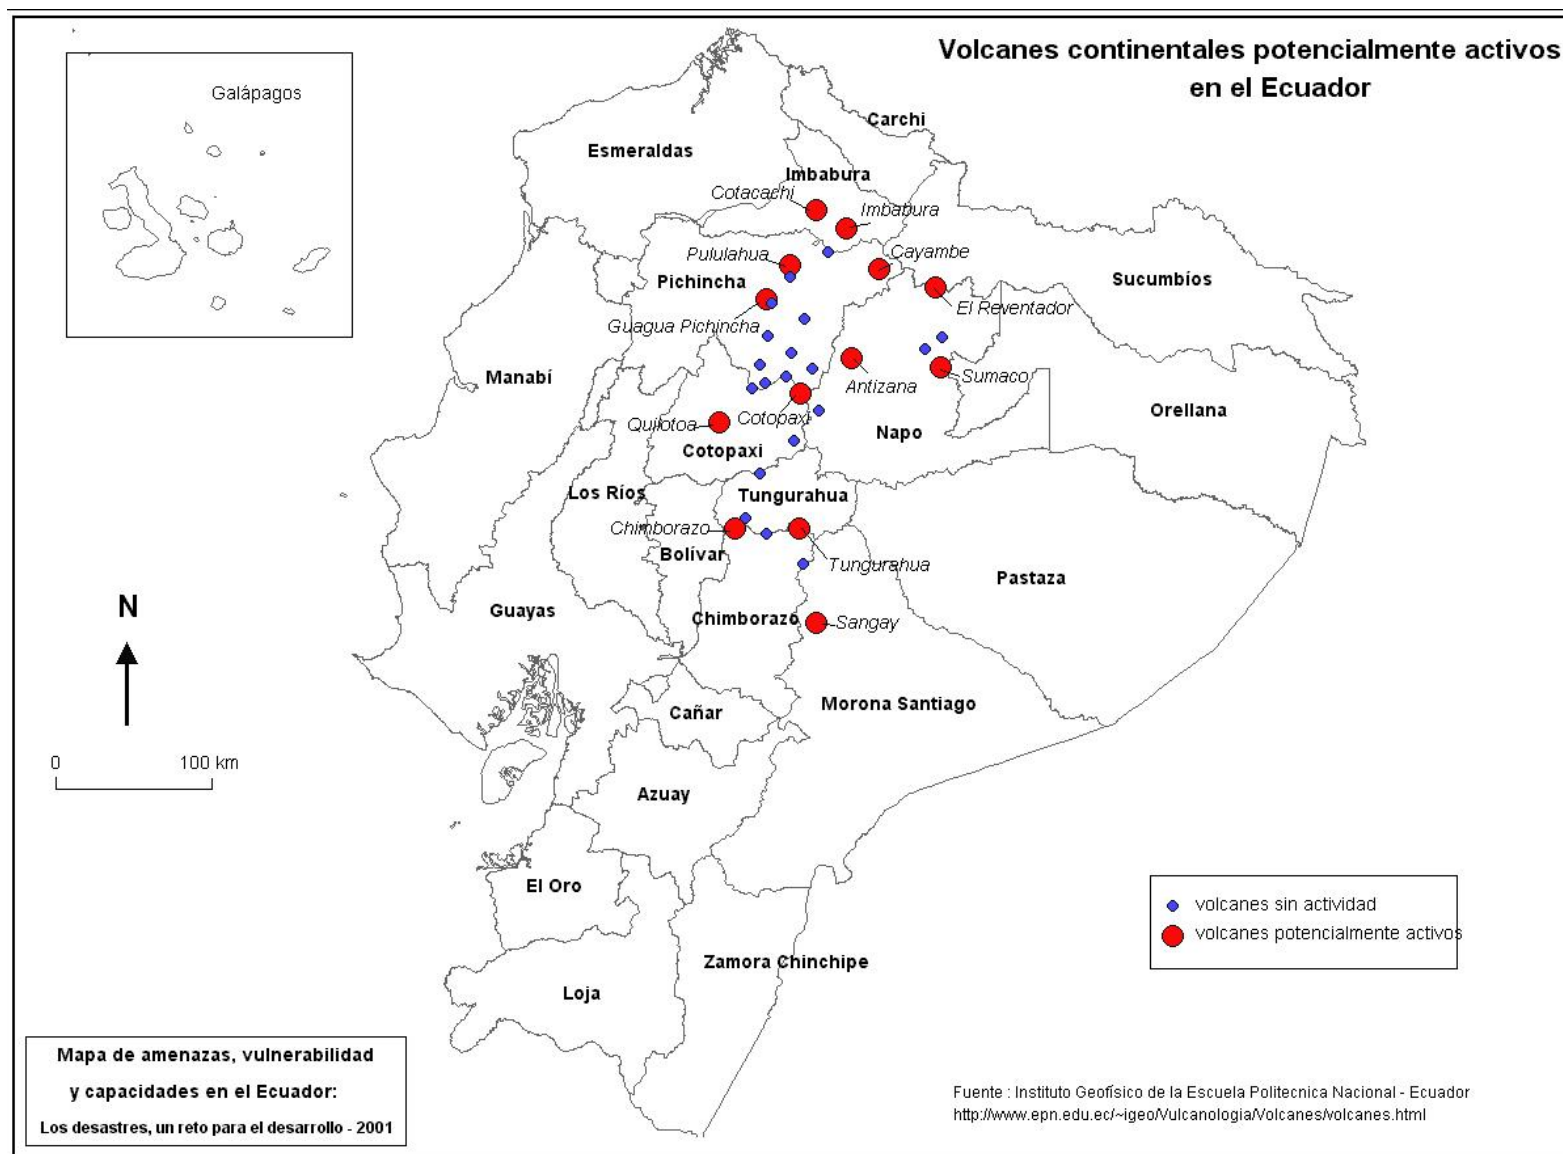 Volcanes continentales potencialmente activos
en el Ecuador
Galápagos
Carchi
Esmeraldas
Imbabura
Cotacachi
Imbabura
Pululahua
Cayambe
Pichincha
Sucumbíos
El Reventador
Guagua Pichincha
Manabí
Antizana
Sumaco
Orellana
Quilotoa
Cotopaxi
Napo
Cotopaxi
Los Ríos
Tungurahua
Chimborazo
Bolívar
Tungurahua
Pastaza
N
Guayas
Chimborazo
Sangay
Morona Santiago
Cañar
0 100 km
Azuay
El Oro
volcanes sin actividad
volcanes potencialmente activos
Zamora Chinchipe
Loja
Mapa de amenazas, vulnerabilidad
y capacidades en el Ecuador:
Los desastres, un reto para el desarrollo - 2001
Fuente : Instituto Geofísico de la Escuela Politecnica Nacional - Ecuador
http://www.epn.edu.ec/~igeo/Vulcanologia/Volcanes/volcanes.html